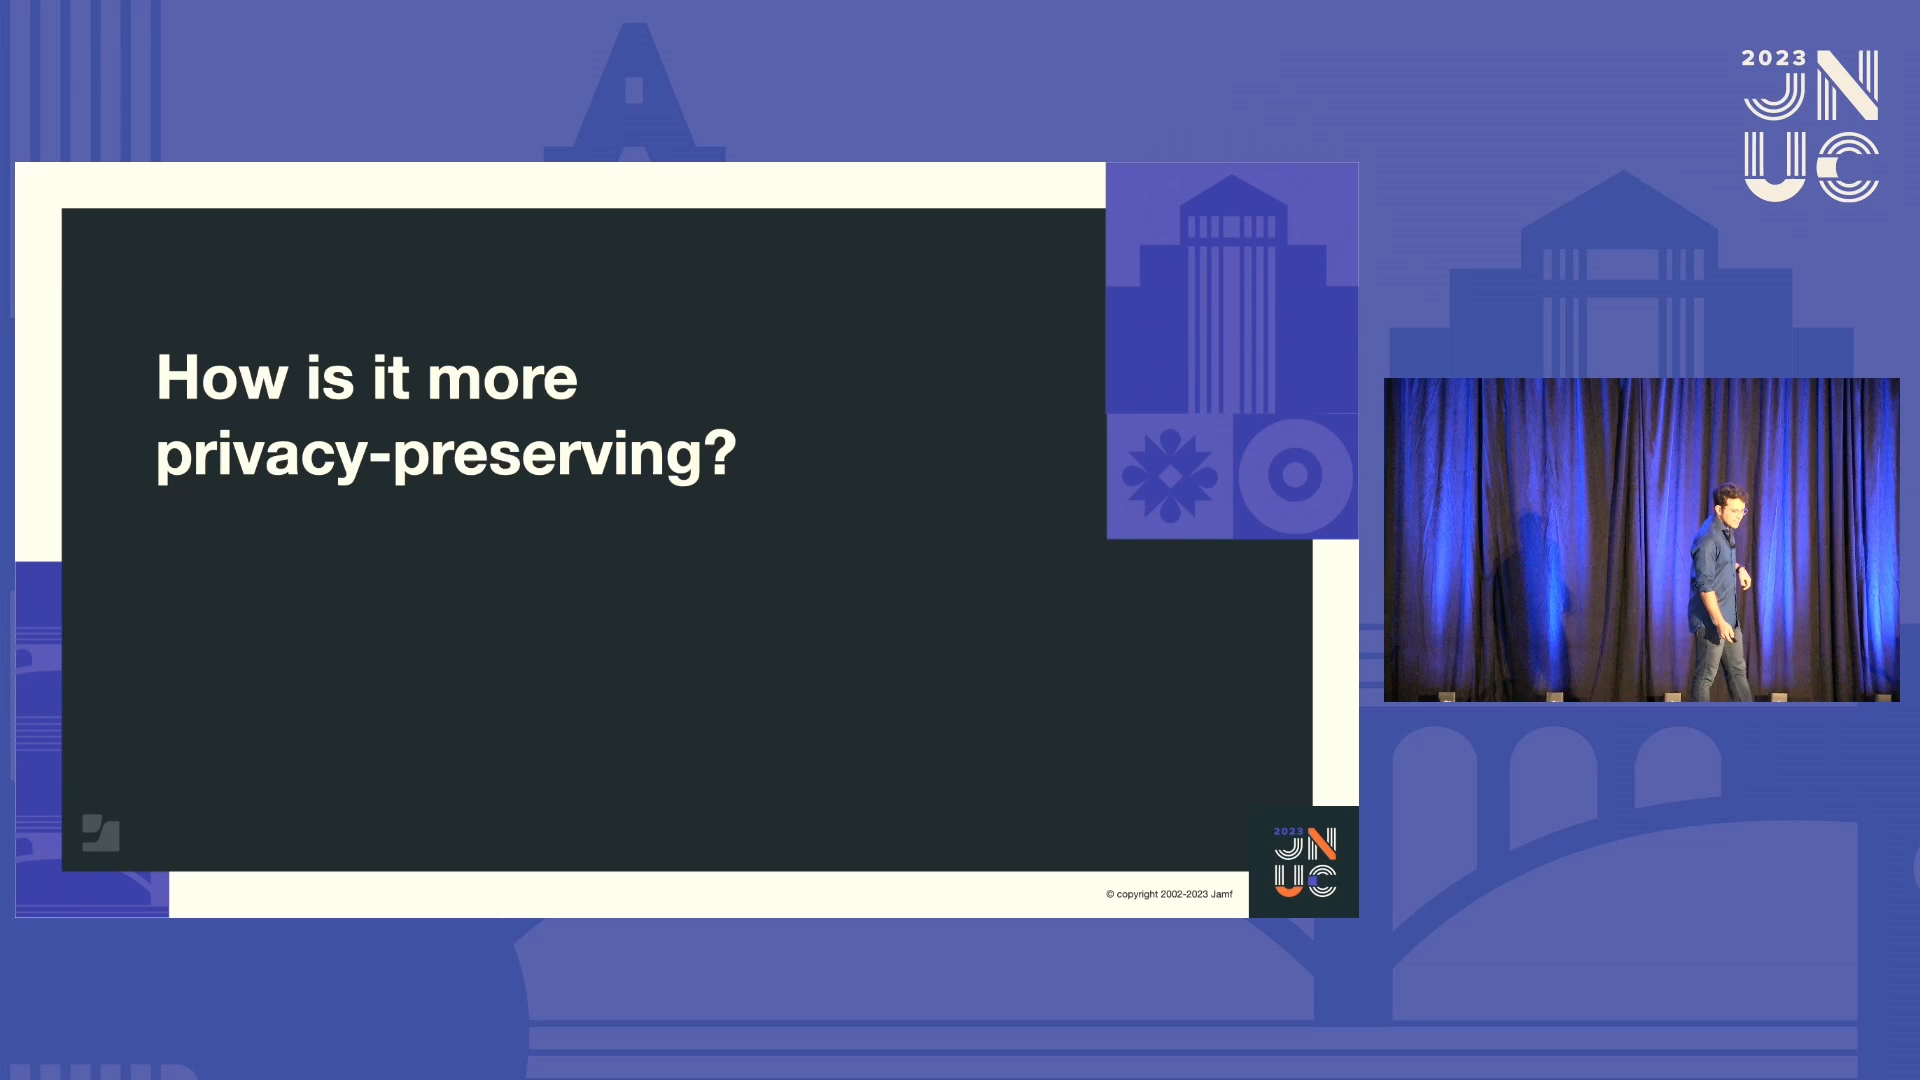 2023
JN
UC
How is it more
privacy-preserving?
© copyright 2002-2023 Jamf
2023
JN
UC